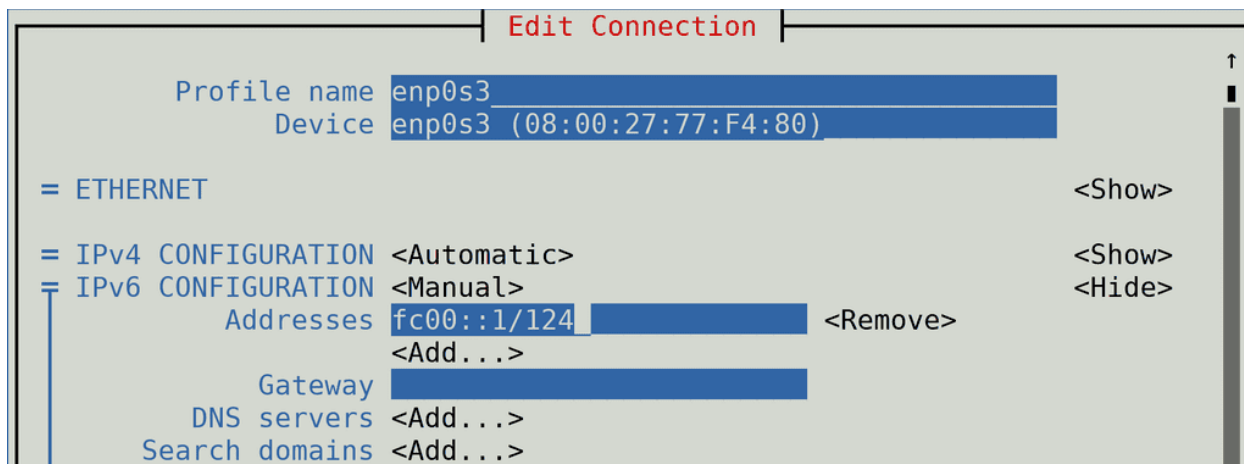 Edit Connection
Profile name enp0s3
Device enp0s3 (08:00:27:77:F4:80)
= ETHERNET <Show>
= IPv4 CONFIGURATION <Automatic> <Show>
= IPv6 CONFIGURATION <Manual> <Hide>
Addresses fc00::1/124 <Remove>
<Add...>
Gateway
DNS servers <Add...>
Search domains <Add...>